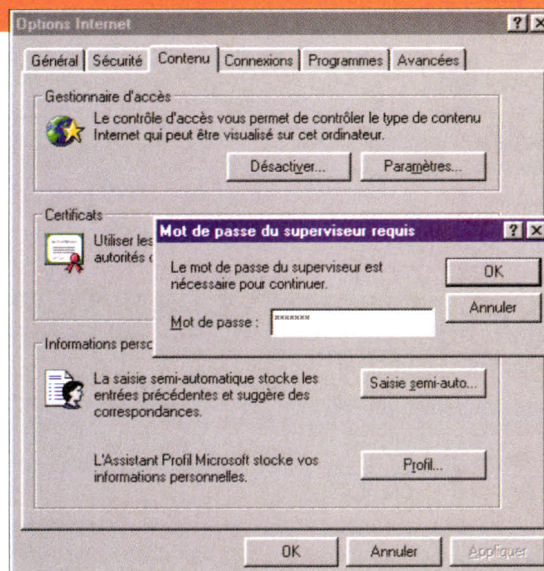 Options Internet
Général Sécurité Contenu Connexions Programmes Avancées
Gestionnaire d'accès
Le contrôle d'accès vous permet de contrôler le type de contenu
Internet qui peut être visualisé sur cet ordinateur.
Désactiver... Paramètres...
Certificats
Utiliser les
autorités
Mot de passe du superviseur requis
Le mot de passe du superviseur est
nécessaire pour continuer.
OK
Annuler
Mot de passe : *******
Informations perso
La saisie semi-automatique stocke les
entrées précédentes et suggère des
correspondances.
Saisie semi-auto...
L'Assistant Profil Microsoft stocke vos
informations personnelles.
Profil...
OK Annuler Appliquer